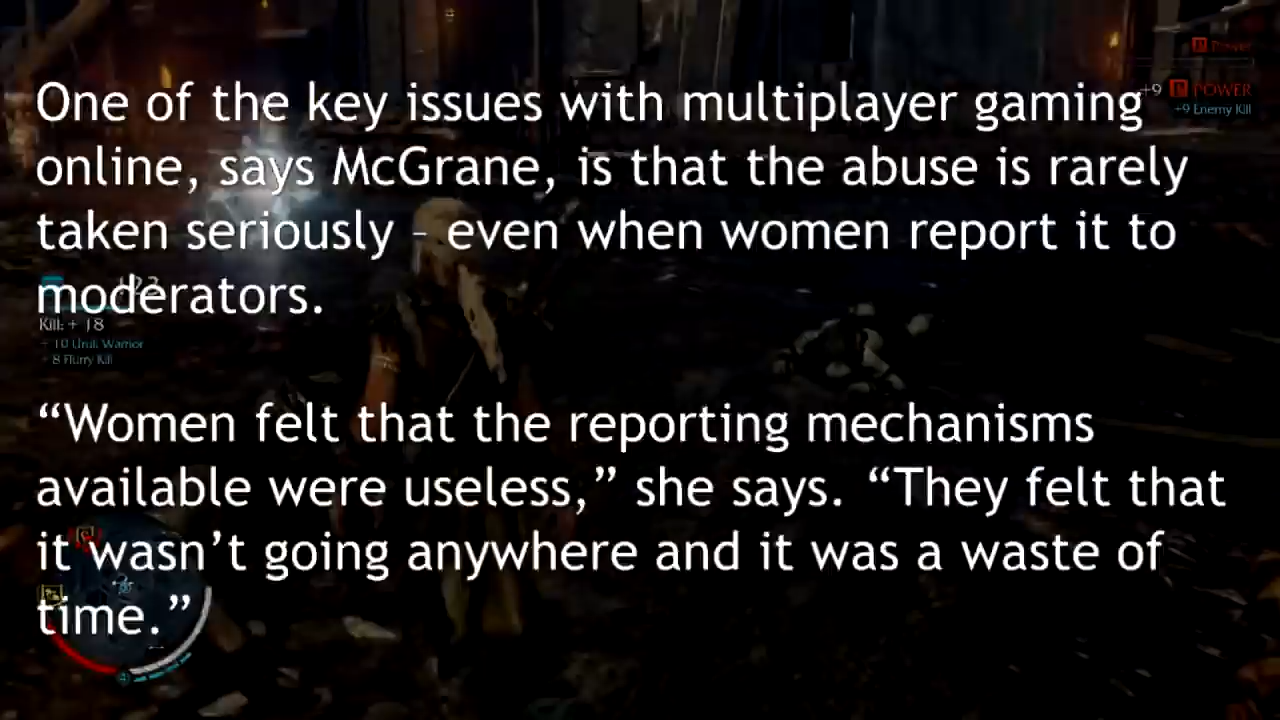 Power
+9 POWER
+9 Enemy Kill
One of the key issues with multiplayer gaming
online, says McGrane, is that the abuse is rarely
taken seriously – even when women report it to
moderators.
Kill: + 18
+ 10 Uruk Warrior
+ 8 Flurry Kill
“Women felt that the reporting mechanisms
available were useless,” she says. “They felt that
it wasn’t going anywhere and it was a waste of
time.”